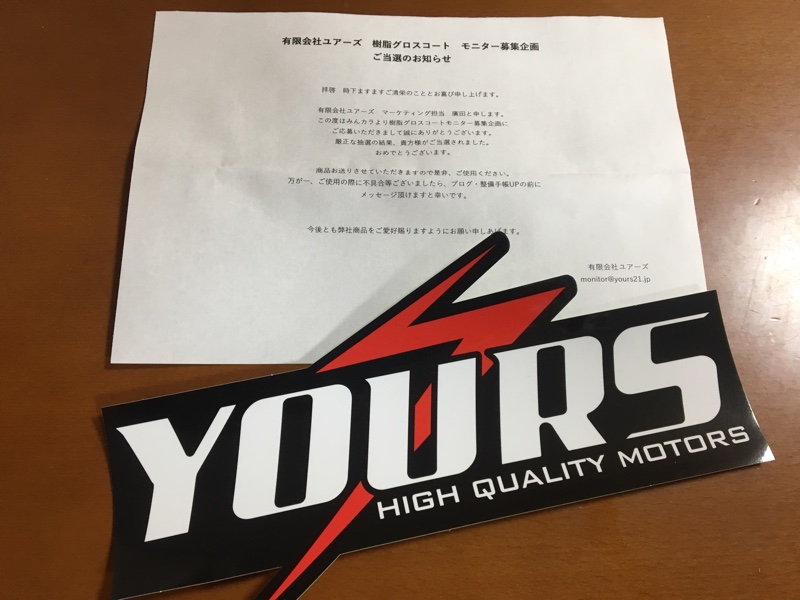 有限会社ユアーズ　樹脂グロスコート　モニター募集企画
ご当選のお知らせ
拝啓　時下ますますご清栄のこととお喜び申し上げます。
有限会社ユアーズ　マーケティング担当　廣田と申します。
この度はみんカラより樹脂グロスコートモニター募集企画に
ご応募いただきまして誠にありがとうございます。
厳正な抽選の結果、貴方様がご当選されました。
おめでとうございます。
商品お送りさせていただきますので是非、ご使用ください。
万が一、ご使用の際に不具合等ございましたら、ブログ・整備手帳UPの前に
メッセージ頂けますと幸いです。
今後とも弊社商品をご愛好賜りますようにお願い申しあげます。
有限会社ユアーズ
monitor@yours21.jp
YOURS
HIGH QUALITY MOTORS